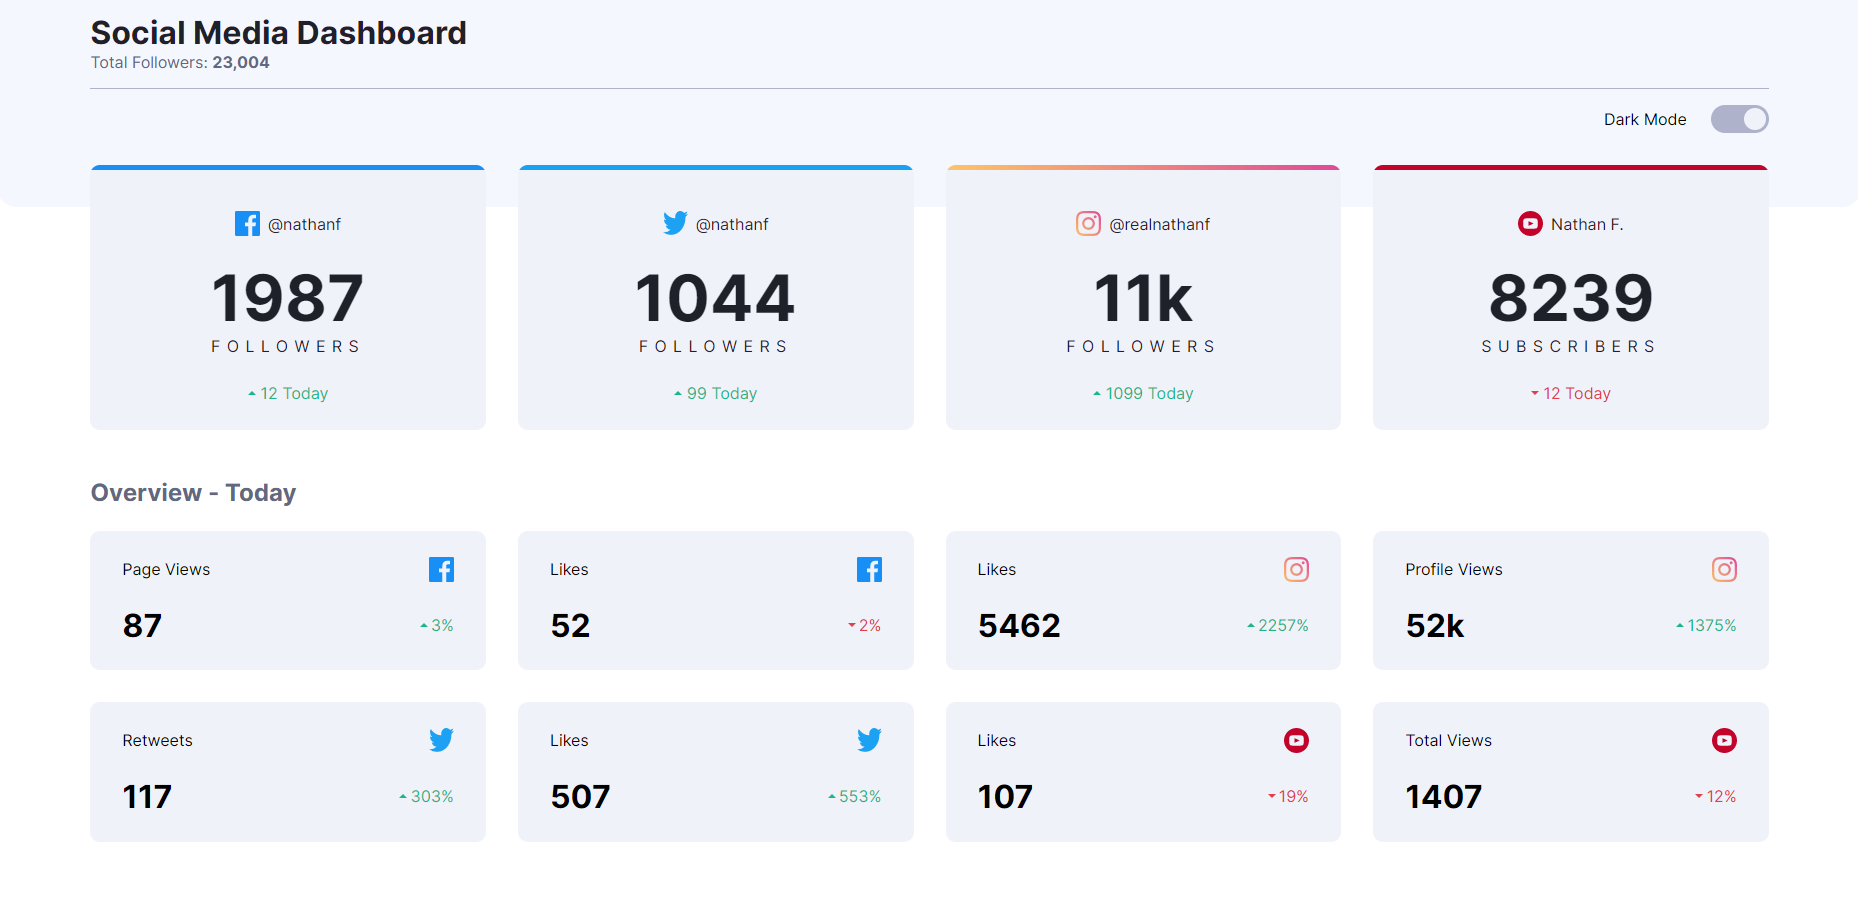 Social Media Dashboard
Total Followers: 23,004
Dark Mode
@nathanf
1987
FOLLOWERS
12 Today
@nathanf
1044
FOLLOWERS
99 Today
@realnathanf
11k
FOLLOWERS
1099 Today
Nathan F.
8239
SUBSCRIBERS
12 Today
Overview - Today
Page Views
87
3%
Likes
52
2%
Likes
5462
2257%
Profile Views
52k
1375%
Retweets
117
303%
Likes
507
553%
Likes
107
19%
Total Views
1407
12%